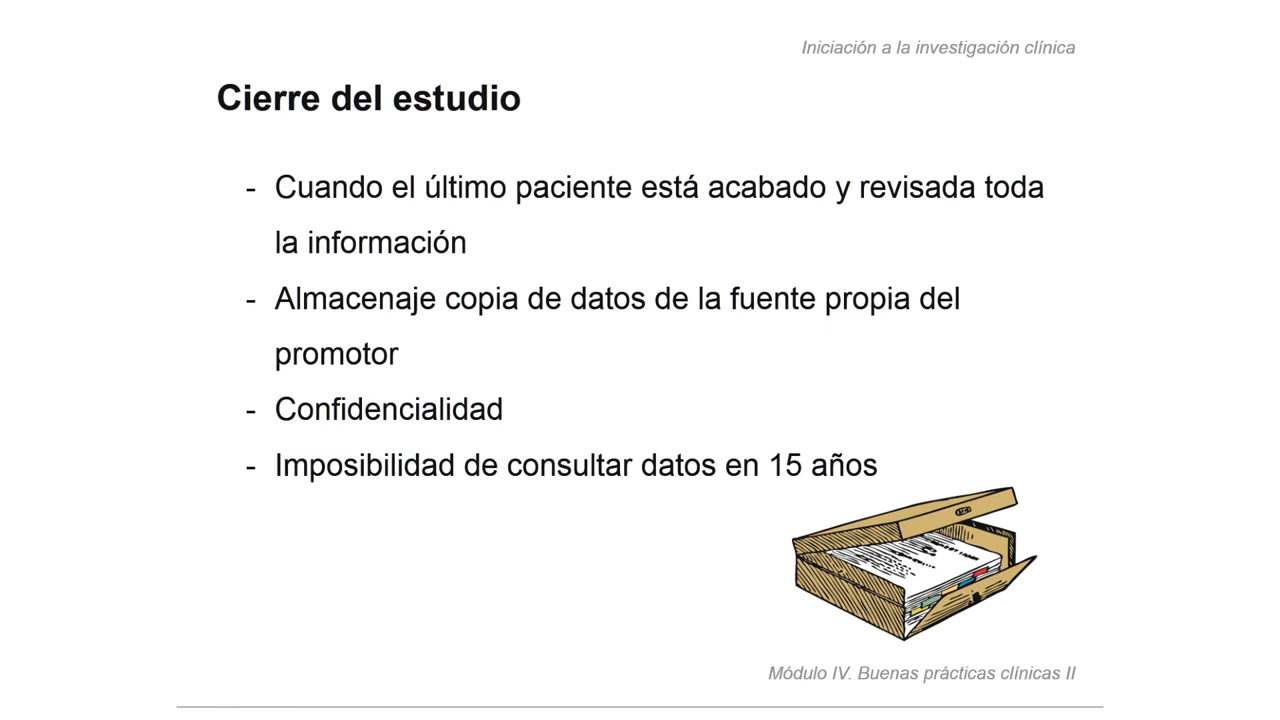 Iniciación a la investigación clínica
Cierre del estudio
- Cuando el último paciente está acabado y revisada toda
la información
- Almacenaje copia de datos de la fuente propia del
promotor
- Confidencialidad
- Imposibilidad de consultar datos en 15 años
Módulo IV. Buenas prácticas clínicas II